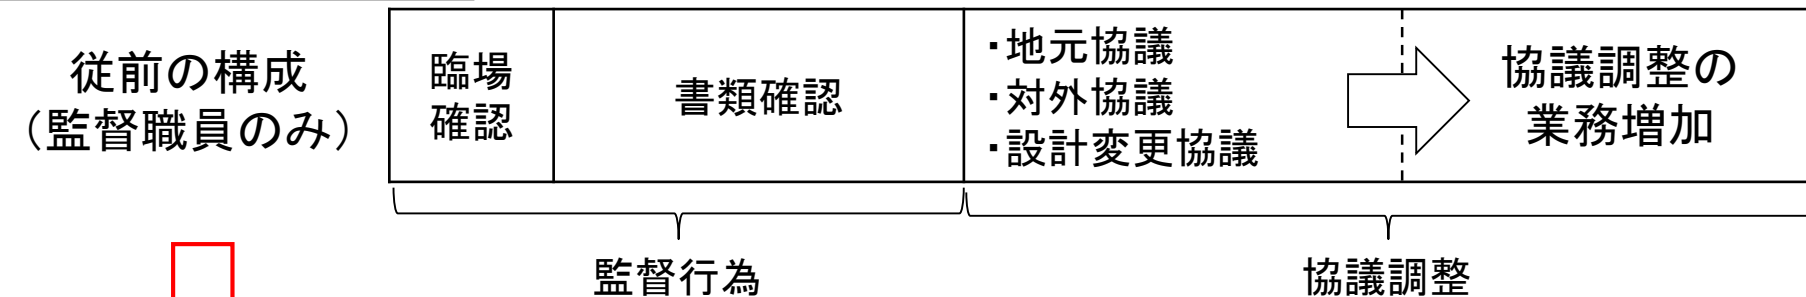 従前の構成
（監督職員のみ）
臨場
確認
書類確認
・地元協議
・対外協議
・設計変更協議
協議調整の
業務増加
監督行為
協議調整